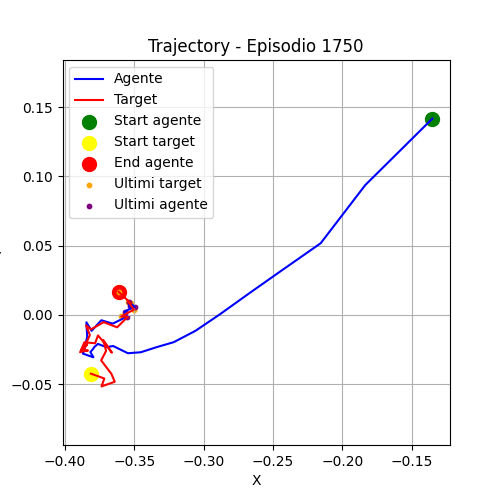 Trajectory - Episodio 1750
Agente
Target
Start agente
Start target
End agente
Ultimi target
Ultimi agente
0.15
0.10
0.05
0.00
−0.05
−0.40
−0.35
−0.30
−0.25
−0.20
−0.15
X